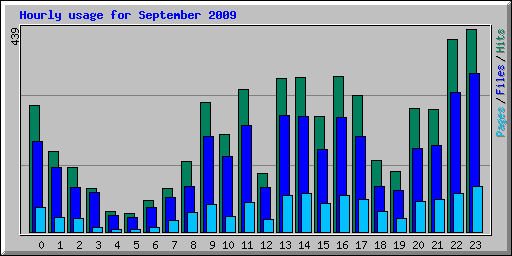 Hourly usage for September 2009
439
Pages / Files / Hits
0 1 2 3 4 5 6 7 8 9 10 11 12 13 14 15 16 17 18 19 20 21 22 23